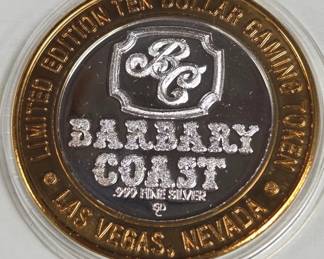 LIMITED EDITION TEN DOLLAR GAMING TOKEN
BC
BARBARY
COAST
.999 FINE SILVER
LAS VEGAS, NEVADA